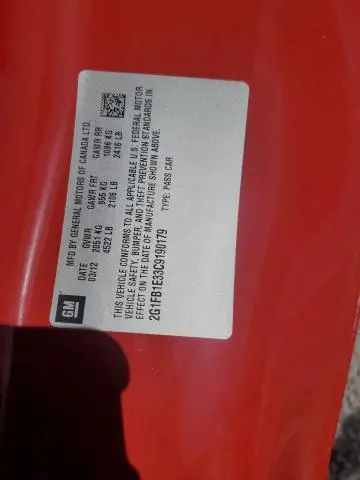 GM
MFD BY GENERAL MOTORS OF CANADA LTD.
DATE GVWR GAWR FRT GAWR RR
03/12 2051 KG 955 KG 1096 KG
4522 LB 2106 LB 2416 LB
THIS VEHICLE CONFORMS TO ALL APPLICABLE U.S. FEDERAL MOTOR
VEHICLE SAFETY, BUMPER, AND THEFT PREVENTION STANDARDS IN
EFFECT ON THE DATE OF MANUFACTURE SHOWN ABOVE.
2G1FB1E33C9190179 TYPE: PASS CAR